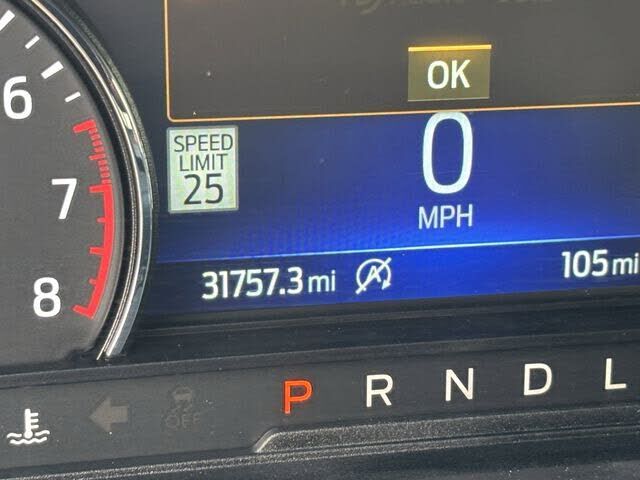 OK
6
SPEED
LIMIT
25
0
MPH
7
31757.3 mi
105 mi
8
P R N D L
OFF